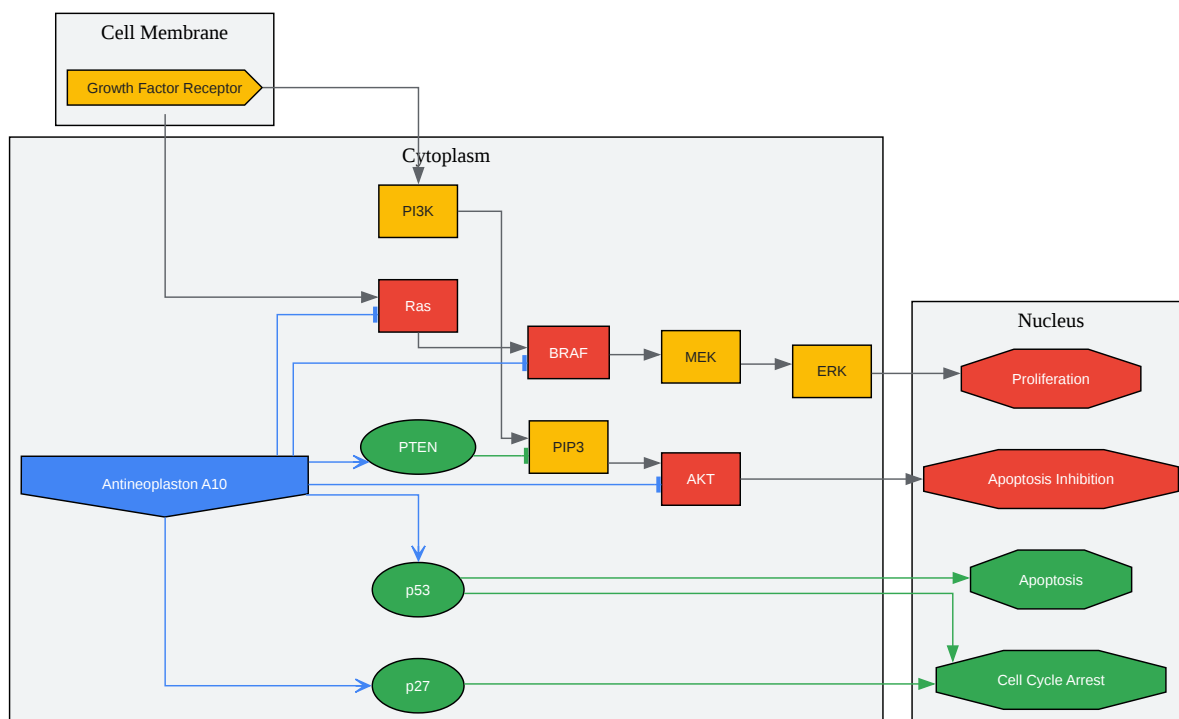 Cell Membrane
Growth Factor Receptor
Cytoplasm
PI3K
Ras
Nucleus
BRAF
MEK
ERK
Proliferation
PTEN
PIP3
Antineoplaston A10
AKT
Apoptosis Inhibition
p53
Apoptosis
p27
Cell Cycle Arrest